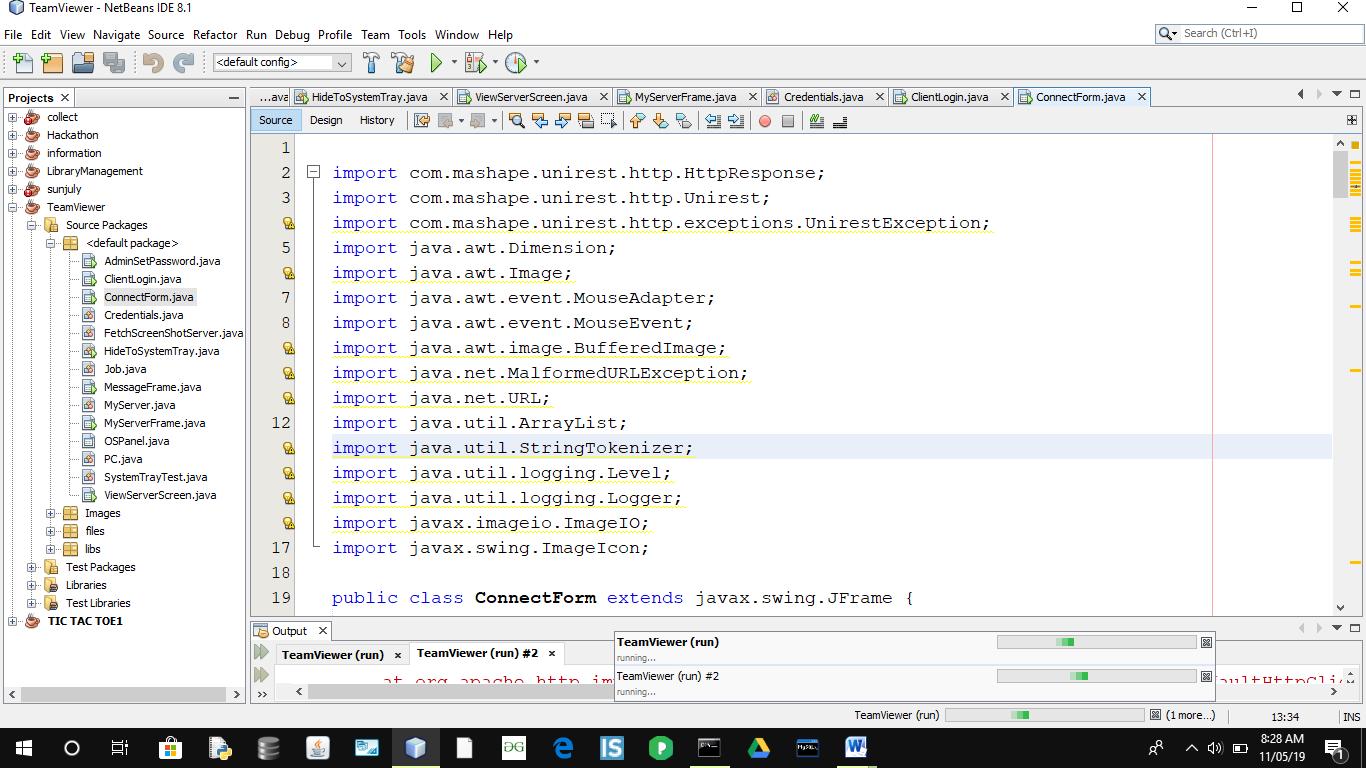 TeamViewer - NetBeans IDE 8.1
File Edit View Navigate Source Refactor Run Debug Profile Team Tools Window Help
Search (Ctrl+I)
<default config>
Projects
collect
Hackathon
information
LibraryManagement
sunjuly
TeamViewer
Source Packages
<default package>
AdminSetPassword.java
ClientLogin.java
ConnectForm.java
Credentials.java
FetchScreenShotServer.java
HideToSystemTray.java
Job.java
MessageFrame.java
MyServer.java
MyServerFrame.java
OSPanel.java
PC.java
SystemTrayTest.java
ViewServerScreen.java
Images
files
libs
Test Packages
Libraries
Test Libraries
TIC TAC TOE1
...ava HideToSystemTray.java ViewServerScreen.java MyServerFrame.java Credentials.java ClientLogin.java ConnectForm.java
Source Design History
1
2 import com.mashape.unirest.http.HttpResponse;
3 import com.mashape.unirest.http.Unirest;
import com.mashape.unirest.http.exceptions.UnirestException;
5 import java.awt.Dimension;
import java.awt.Image;
7 import java.awt.event.MouseAdapter;
8 import java.awt.event.MouseEvent;
import java.awt.image.BufferedImage;
import java.net.MalformedURLException;
import java.net.URL;
12 import java.util.ArrayList;
import java.util.StringTokenizer;
import java.util.logging.Level;
import java.util.logging.Logger;
import javax.imageio.ImageIO;
17 import javax.swing.ImageIcon;
18
19 public class ConnectForm extends javax.swing.JFrame {
Output
TeamViewer (run) TeamViewer (run) #2
at org.apache.http.im
TeamViewer (run)
running...
TeamViewer (run) #2
running...
TeamViewer (run) (1 more...) 13:34 INS
8:28 AM
11/05/19